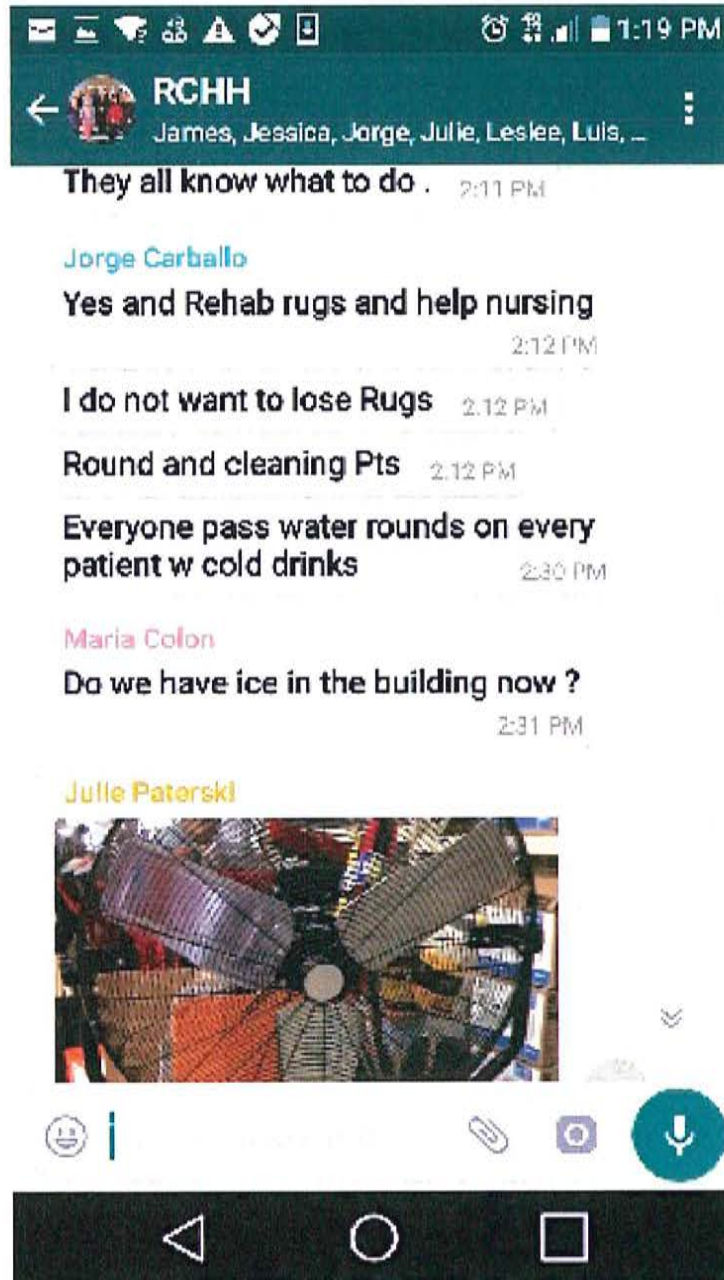 1:19 PM
RCHH
James, Jessica, Jorge, Julie, Leslee, Luis, ...
They all know what to do . 2:11 PM
Jorge Carballo
Yes and Rehab rugs and help nursing
2:12 PM
I do not want to lose Rugs 2:12 PM
Round and cleaning Pts 2:12 PM
Everyone pass water rounds on every
patient w cold drinks 2:30 PM
Maria Colon
Do we have ice in the building now ?
2:31 PM
Julie Paterski